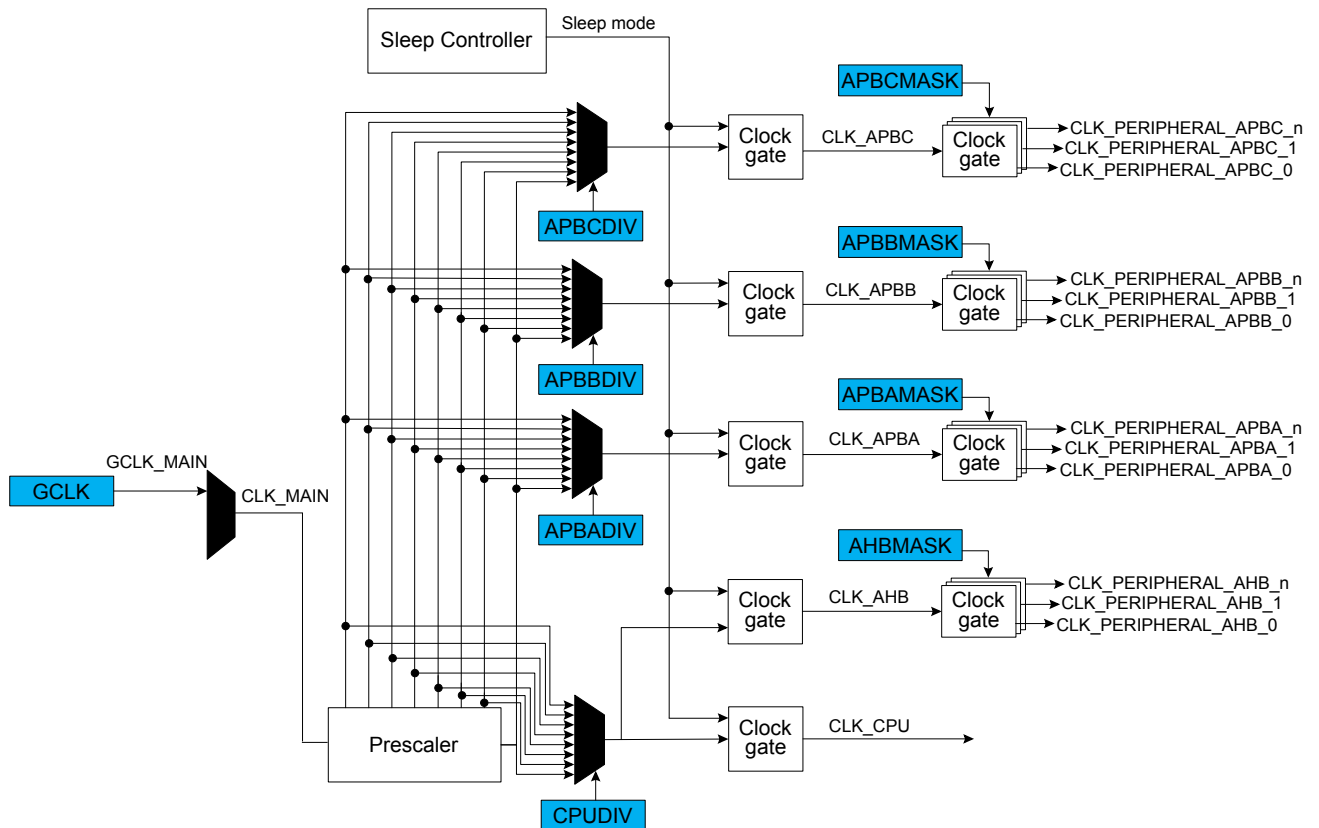 Sleep Controller
Sleep mode
APBCMASK
Clock
gate
CLK_APBC
Clock
gate
CLK_PERIPHERAL_APBC_n
CLK_PERIPHERAL_APBC_1
CLK_PERIPHERAL_APBC_0
APBCDIV
APBBMASK
Clock
gate
CLK_APBB
Clock
gate
CLK_PERIPHERAL_APBB_n
CLK_PERIPHERAL_APBB_1
CLK_PERIPHERAL_APBB_0
APBBDIV
APBAMASK
Clock
gate
CLK_APBA
Clock
gate
CLK_PERIPHERAL_APBA_n
CLK_PERIPHERAL_APBA_1
CLK_PERIPHERAL_APBA_0
GCLK
GCLK_MAIN
CLK_MAIN
APBADIV
AHBMASK
Clock
gate
CLK_AHB
Clock
gate
CLK_PERIPHERAL_AHB_n
CLK_PERIPHERAL_AHB_1
CLK_PERIPHERAL_AHB_0
Prescaler
Clock
gate
CLK_CPU
CPUDIV